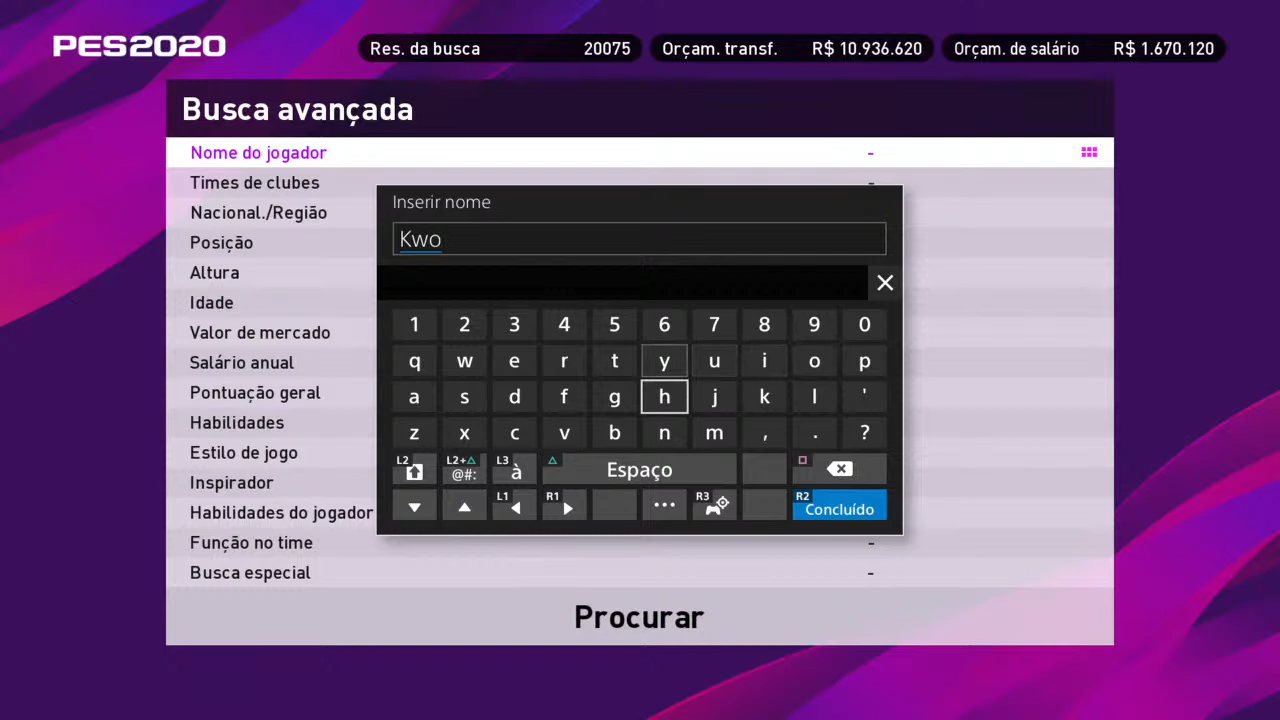 PES2020
Res. da busca 20075
Orçam. transf. R$ 10.936.620
Orçam. de salário R$ 1.670.120
Busca avançada
Nome do jogador -
Times de clubes -
Nacional./Região
Posição
Altura
Idade
Valor de mercado
Salário anual
Pontuação geral
Habilidades
Estilo de jogo
Inspirador
Habilidades do jogador
Função no time -
Busca especial -
Inserir nome
Kwo
1 2 3 4 5 6 7 8 9 0
q w e r t y u i o p
a s d f g h j k l '
z x c v b n m , . ?
L2 L2+△ @#: L3 à △ Espaço
L1 R1 ... R3 R2 Concluído
Procurar